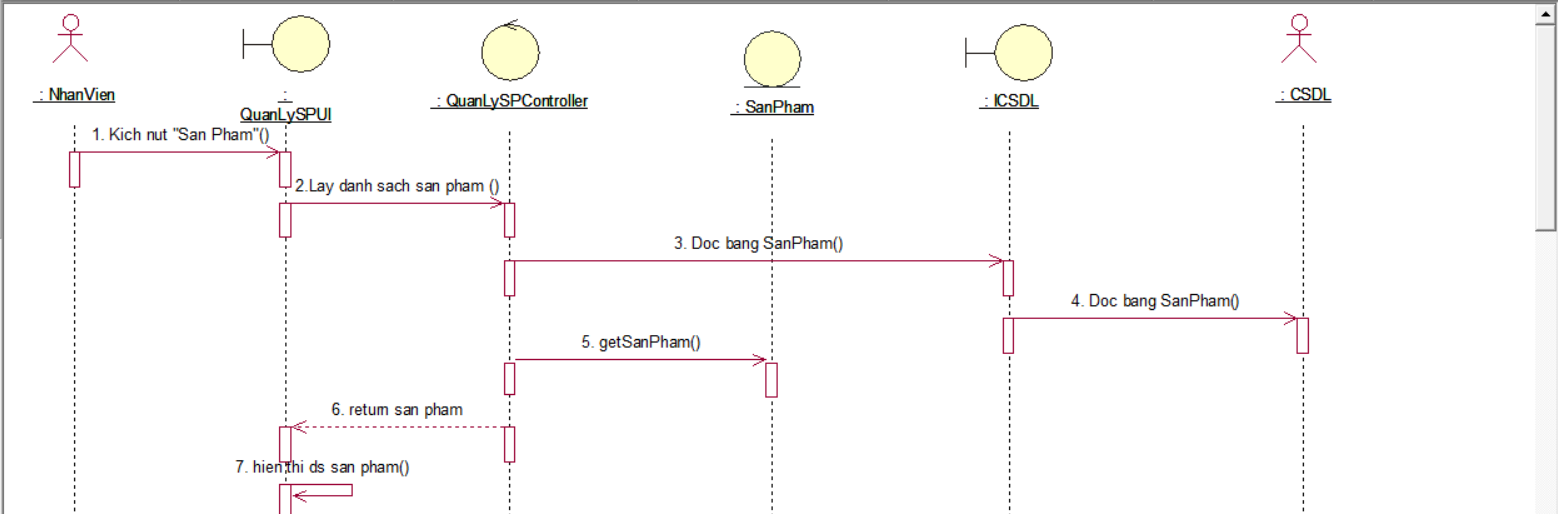 : NhanVien
:
QuanLySPUI
: QuanLySPController
: SanPham
: ICSDL
: CSDL
1. Kich nut "San Pham"()
2.Lay danh sach san pham ()
3. Doc bang SanPham()
4. Doc bang SanPham()
5. getSanPham()
6. return san pham
7. hien thi ds san pham()